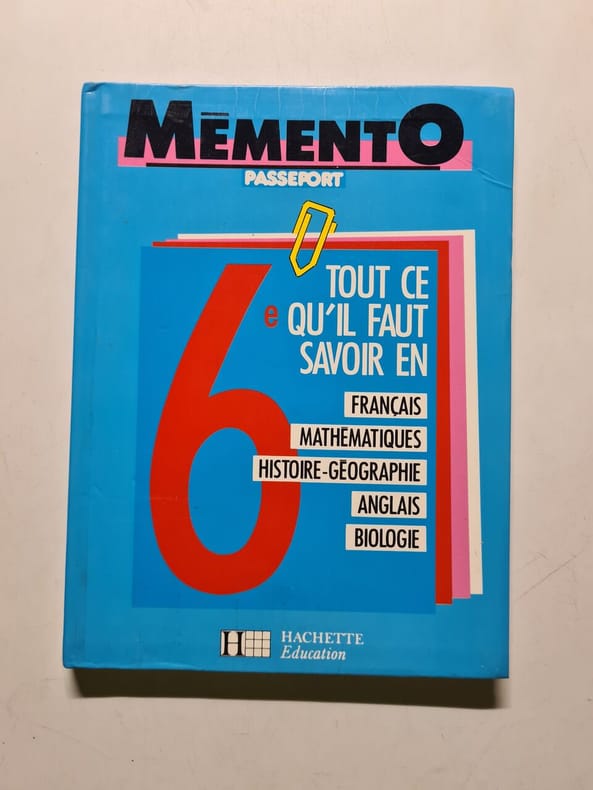 MÉMENTO
PASSEPORT
6e
TOUT CE
QU'IL FAUT
SAVOIR EN
FRANÇAIS
MATHÉMATIQUES
HISTOIRE-GÉOGRAPHIE
ANGLAIS
BIOLOGIE
H HACHETTE
Education